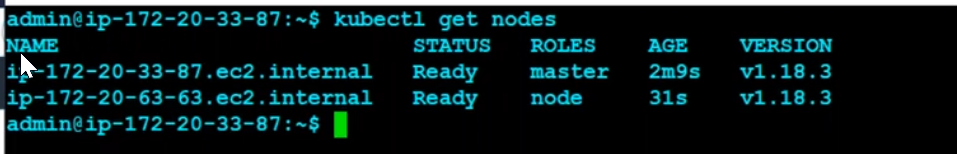 admin@ip-172-20-33-87:~$ kubectl get nodes
NAME STATUS ROLES AGE VERSION
ip-172-20-33-87.ec2.internal Ready master 2m9s v1.18.3
ip-172-20-63-63.ec2.internal Ready node 31s v1.18.3
admin@ip-172-20-33-87:~$